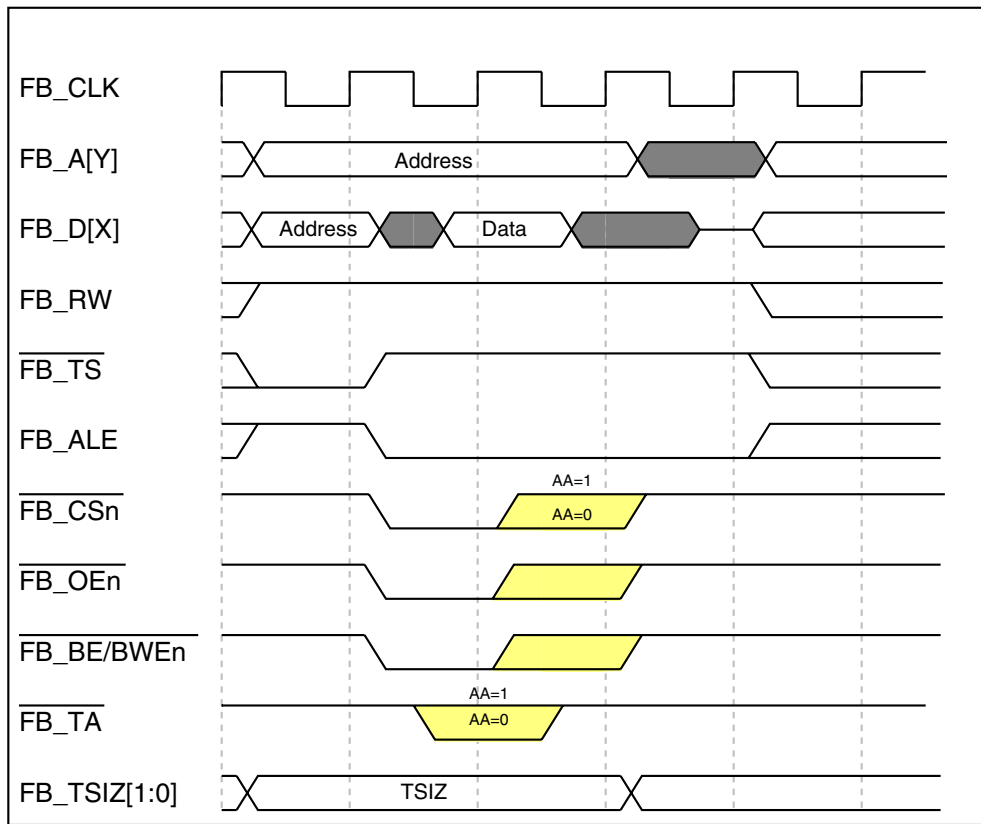 FB_CLK
FB_A[Y]
Address
FB_D[X]
Address
Data
FB_RW
FB_TS
FB_ALE
FB_CSn
AA=1
AA=0
FB_OEn
FB_BE/BWEn
FB_TA
AA=1
AA=0
FB_TSIZ[1:0]
TSIZ